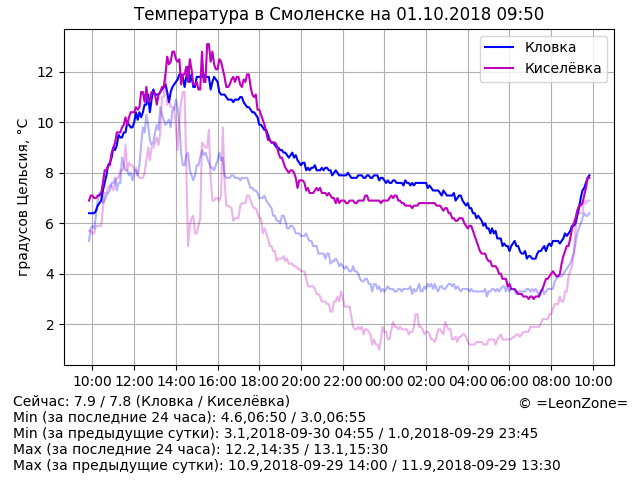 Температура в Смоленске на 01.10.2018 09:50
Кловка
Киселёвка
градусов Цельсия, °C
12
10
8
6
4
2
10:00 12:00 14:00 16:00 18:00 20:00 22:00 00:00 02:00 04:00 06:00 08:00 10:00
Сейчас: 7.9 / 7.8 (Кловка / Киселёвка)
© =LeonZone=
Min (за последние 24 часа): 4.6,06:50 / 3.0,06:55
Min (за предыдущие сутки): 3.1,2018-09-30 04:55 / 1.0,2018-09-29 23:45
Max (за последние 24 часа): 12.2,14:35 / 13.1,15:30
Max (за предыдущие сутки): 10.9,2018-09-29 14:00 / 11.9,2018-09-29 13:30